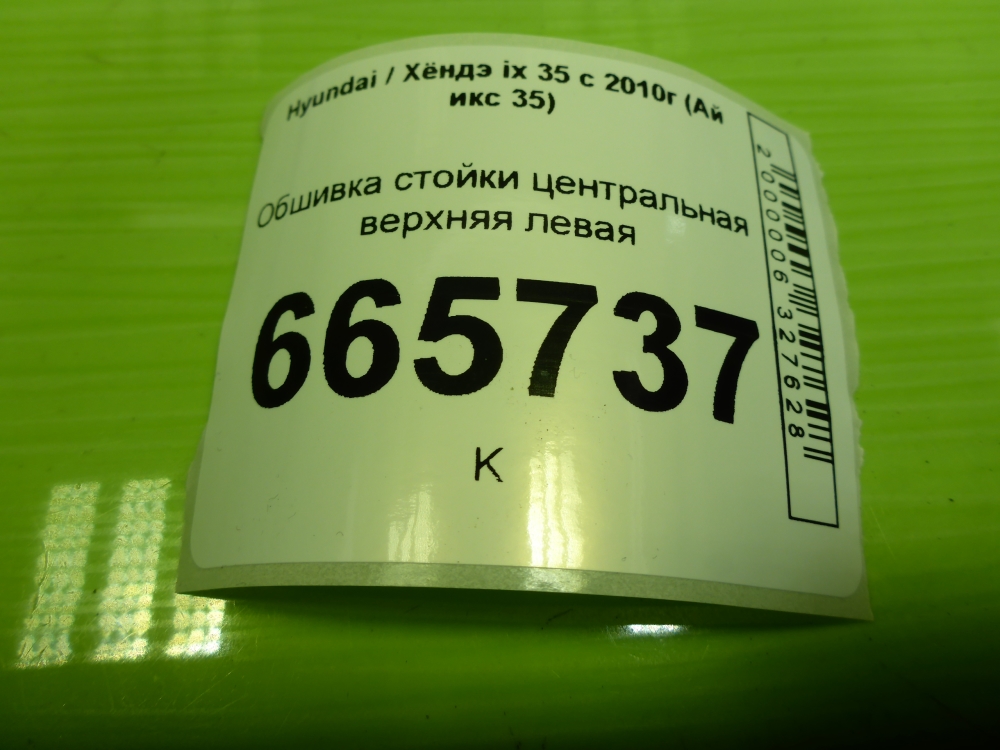 Hyundai / Хёндэ ix 35 с 2010г (Ай
икс 35)
Обшивка стойки центральная
верхняя левая
665737
К
2000006327628